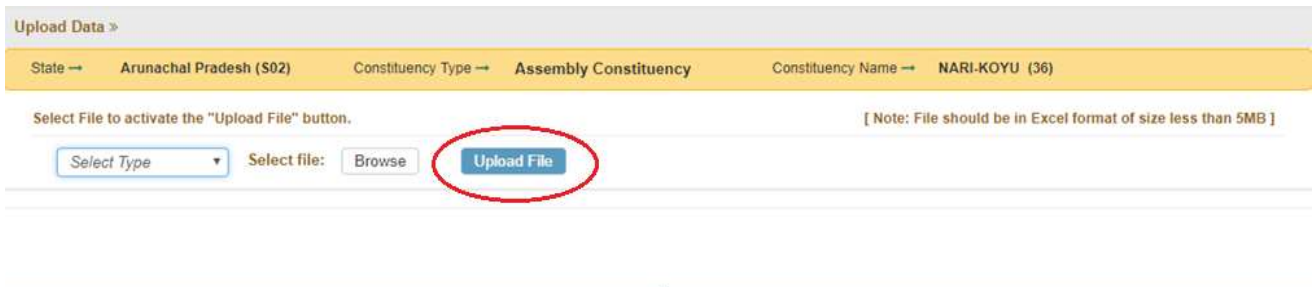 Upload Data »
State → Arunachal Pradesh (S02) Constituency Type → Assembly Constituency Constituency Name → NARI-KOYU (36)
Select File to activate the "Upload File" button. [ Note: File should be in Excel format of size less than 5MB ]
Select Type ▼ Select file: Browse Upload File